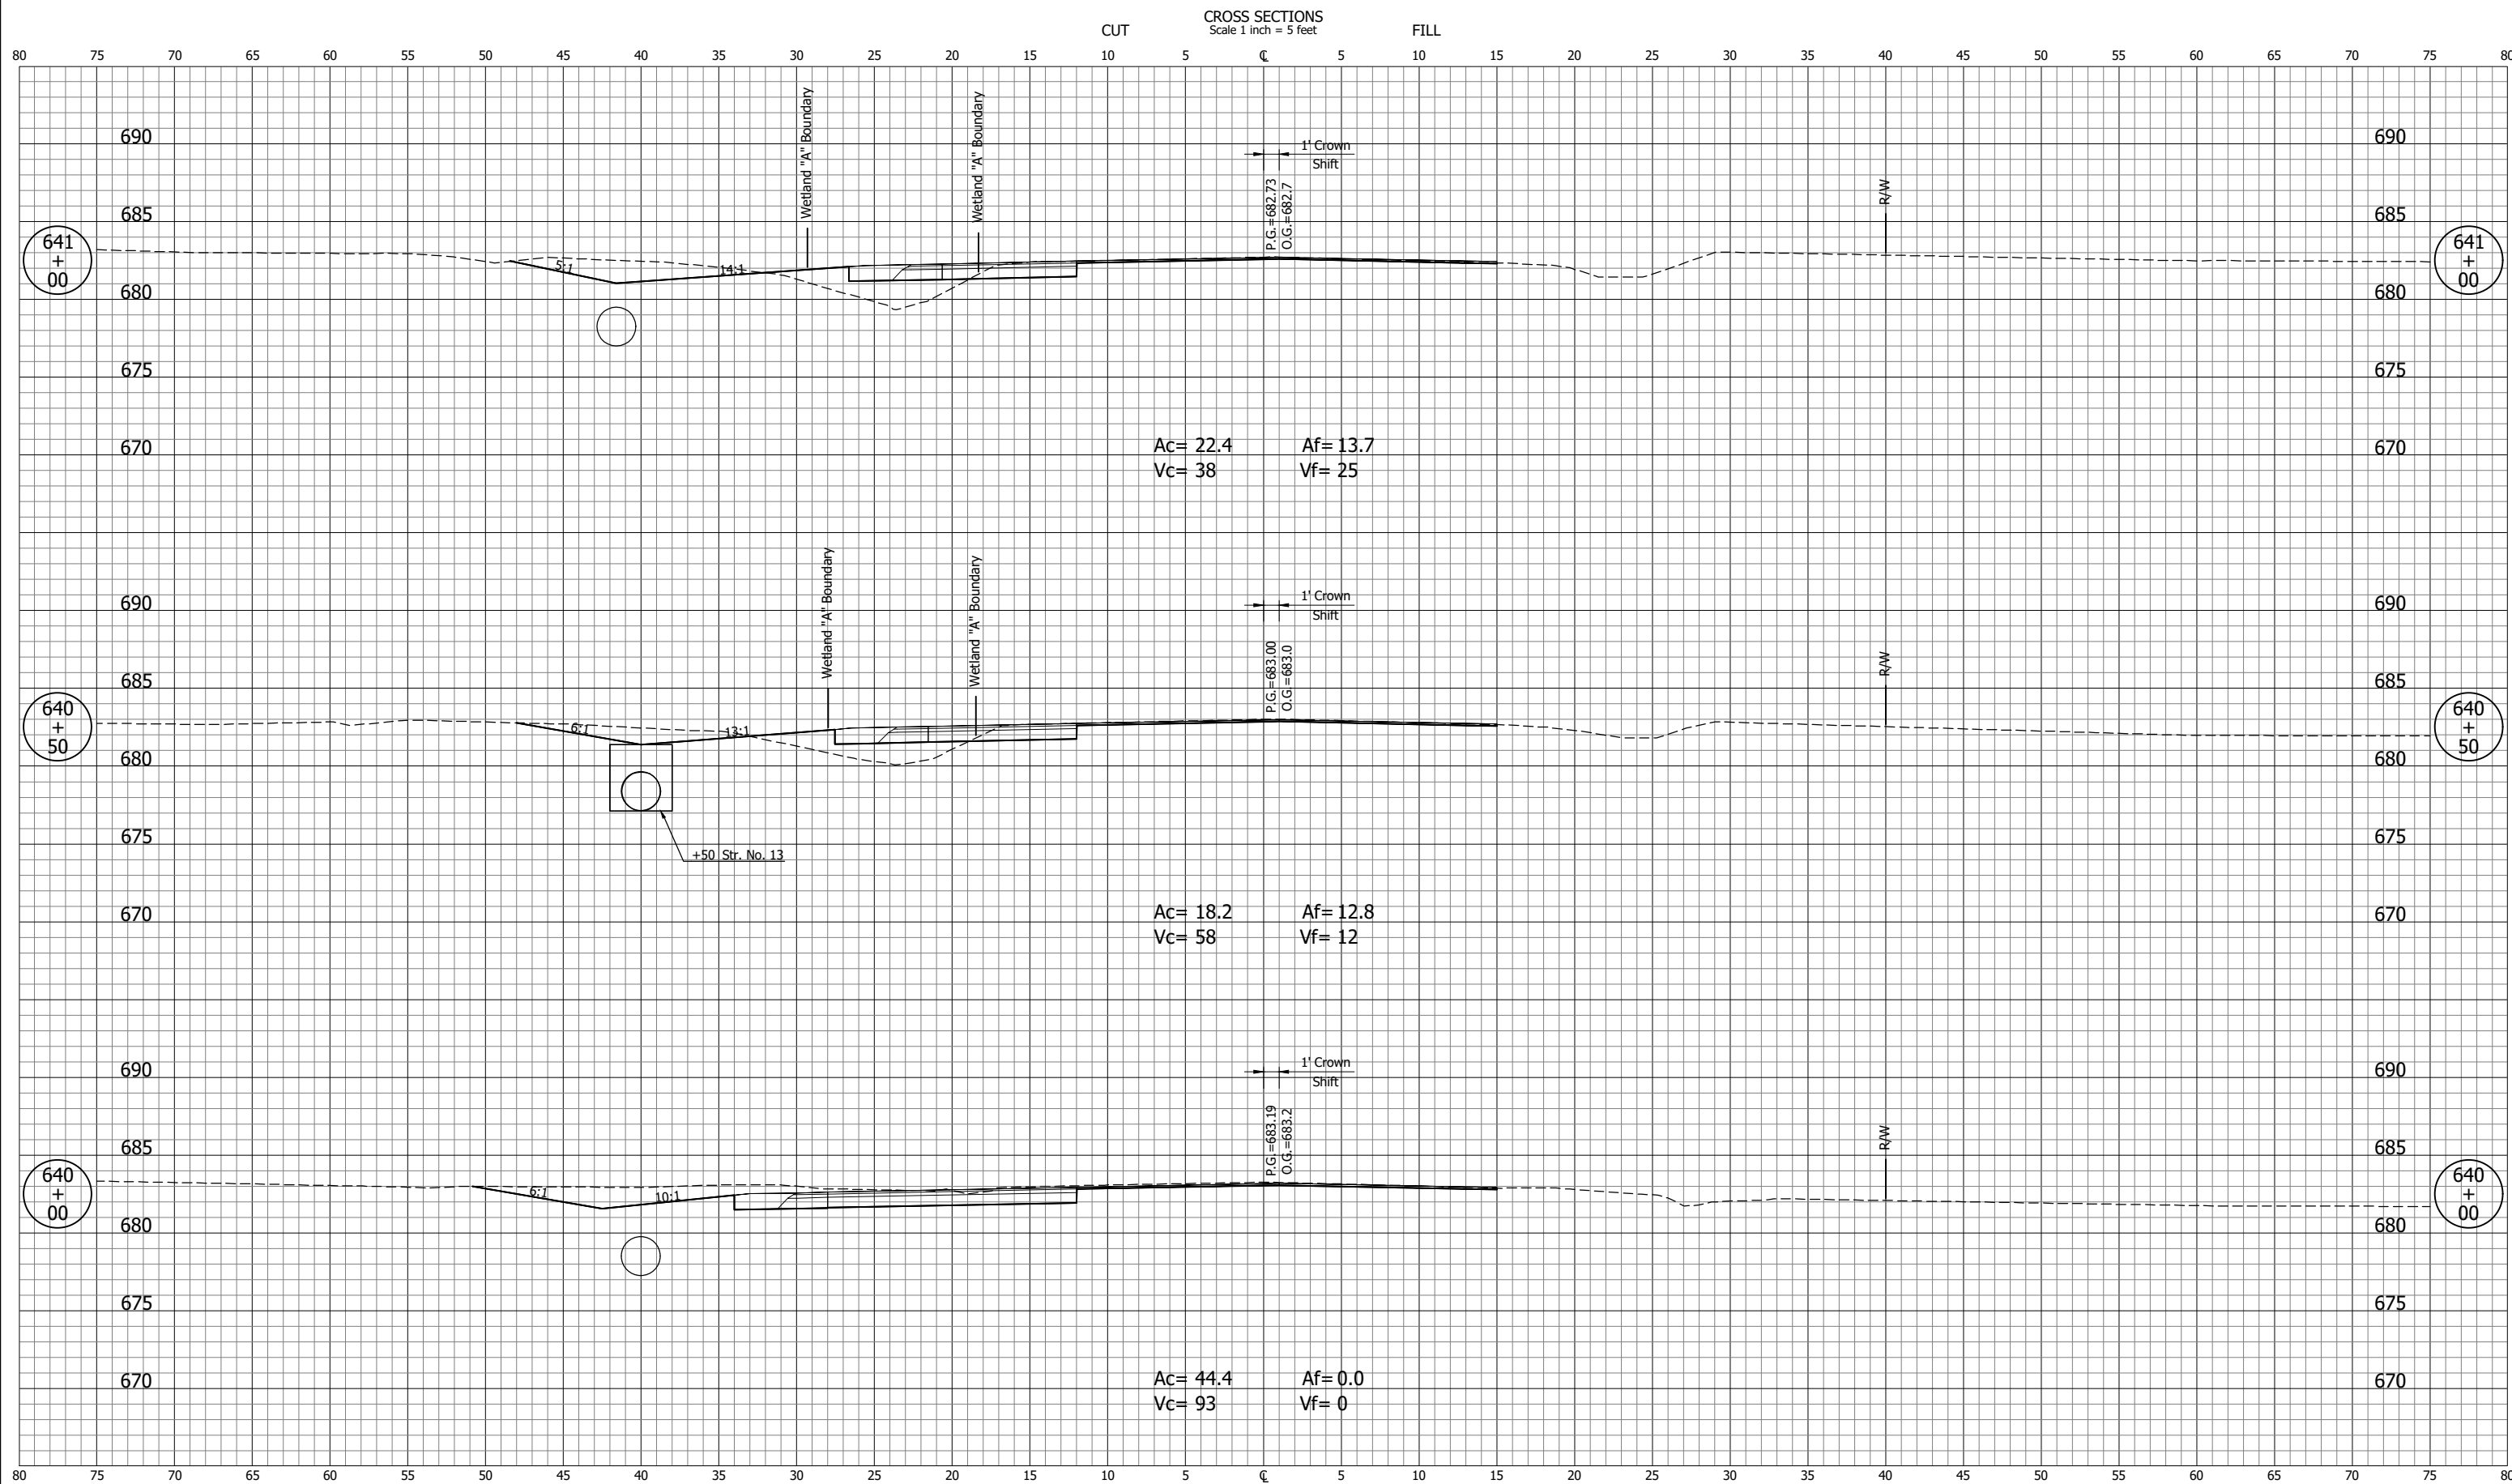 CROSS SECTIONS
Scale 1 inch = 5 feet
CUT FILL
80 75 70 65 60 55 50 45 40 35 30 25 20 15 10 5 ℄ 5 10 15 20 25 30 35 40 45 50 55 60 65 70 75 80
690 690
Wetland "A" Boundary
Wetland "A" Boundary
1' Crown
Shift
P.G.=682.73
O.G.=682.7
R/W
685 685
641
+
00
641
+
00
5:1
14:1
680 680
675 675
670 670
Ac= 22.4 Af= 13.7
Vc= 38 Vf= 25
690 690
Wetland "A" Boundary
Wetland "A" Boundary
1' Crown
Shift
P.G.=683.00
O.G=683.0
R/W
685 685
640
+
50
640
+
50
6:1
13:1
680 680
675 675
+50 Str. No. 13
670 670
Ac= 18.2 Af= 12.8
Vc= 58 Vf= 12
690 690
1' Crown
Shift
P.G.=683.19
O.G.=683.2
R/W
685 685
640
+
00
640
+
00
6:1
10:1
680 680
675 675
670 670
Ac= 44.4 Af= 0.0
Vc= 93 Vf= 0
80 75 70 65 60 55 50 45 40 35 30 25 20 15 10 5 ℄ 5 10 15 20 25 30 35 40 45 50 55 60 65 70 75 80